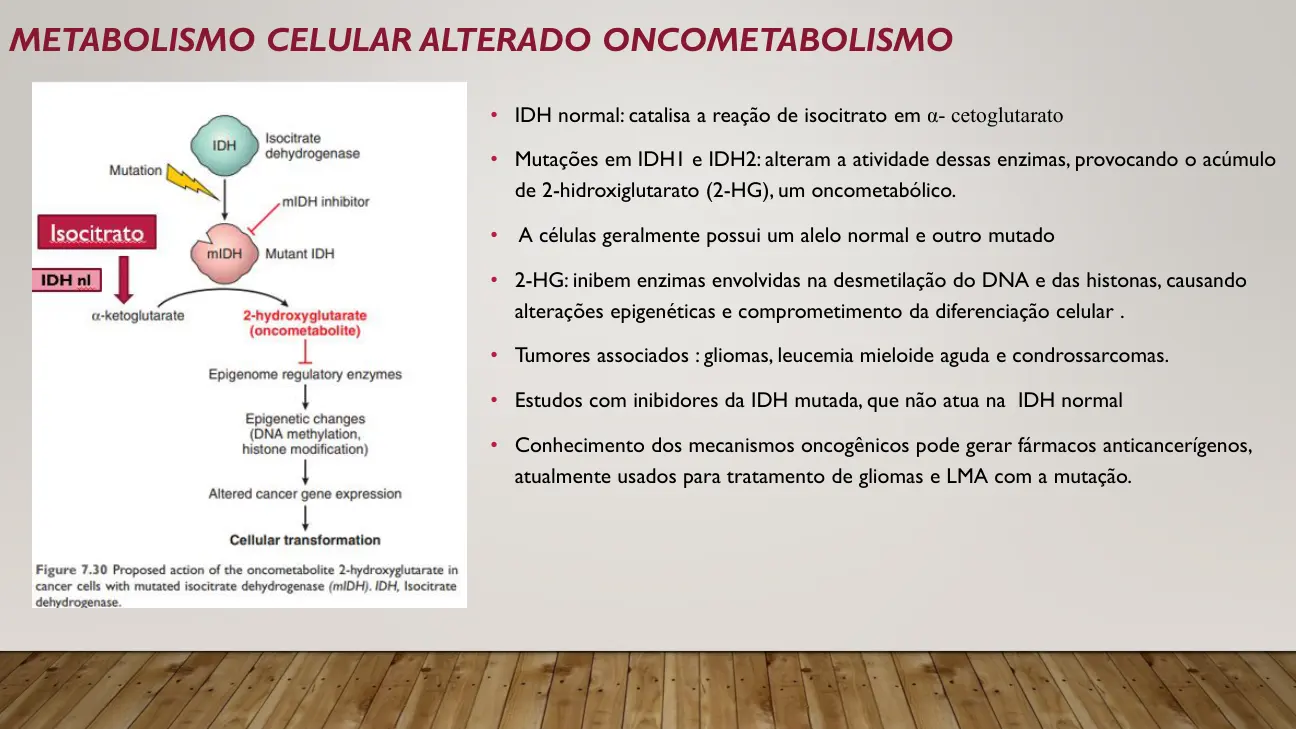 METABOLISMO CELULAR ALTERADO ONCOMETABOLISMO
IDH
Isocitrate
dehydrogenase
Mutation
mIDH inhibitor
Isocitrato
mIDH
Mutant IDH
IDH nl
α-ketoglutarate
2-hydroxyglutarate
(oncometabolite)
Epigenome regulatory enzymes
Epigenetic changes
(DNA methylation,
histone modification)
Altered cancer gene expression
Cellular transformation
Figure 7.30 Proposed action of the oncometabolite 2-hydroxyglutarate in
cancer cells with mutated isocitrate dehydrogenase (mIDH). IDH, Isocitrate
dehydrogenase.
• IDH normal: catalisa a reação de isocitrato em α- cetoglutarato
• Mutações em IDH1 e IDH2: alteram a atividade dessas enzimas, provocando o acúmulo
de 2-hidroxiglutarato (2-HG), um oncometabólico.
• A células geralmente possui um alelo normal e outro mutado
• 2-HG: inibem enzimas envolvidas na desmetilação do DNA e das histonas, causando
alterações epigenéticas e comprometimento da diferenciação celular .
• Tumores associados : gliomas, leucemia mieloide aguda e condrossarcomas.
• Estudos com inibidores da IDH mutada, que não atua na IDH normal
• Conhecimento dos mecanismos oncogênicos pode gerar fármacos anticancerígenos,
atualmente usados para tratamento de gliomas e LMA com a mutação.